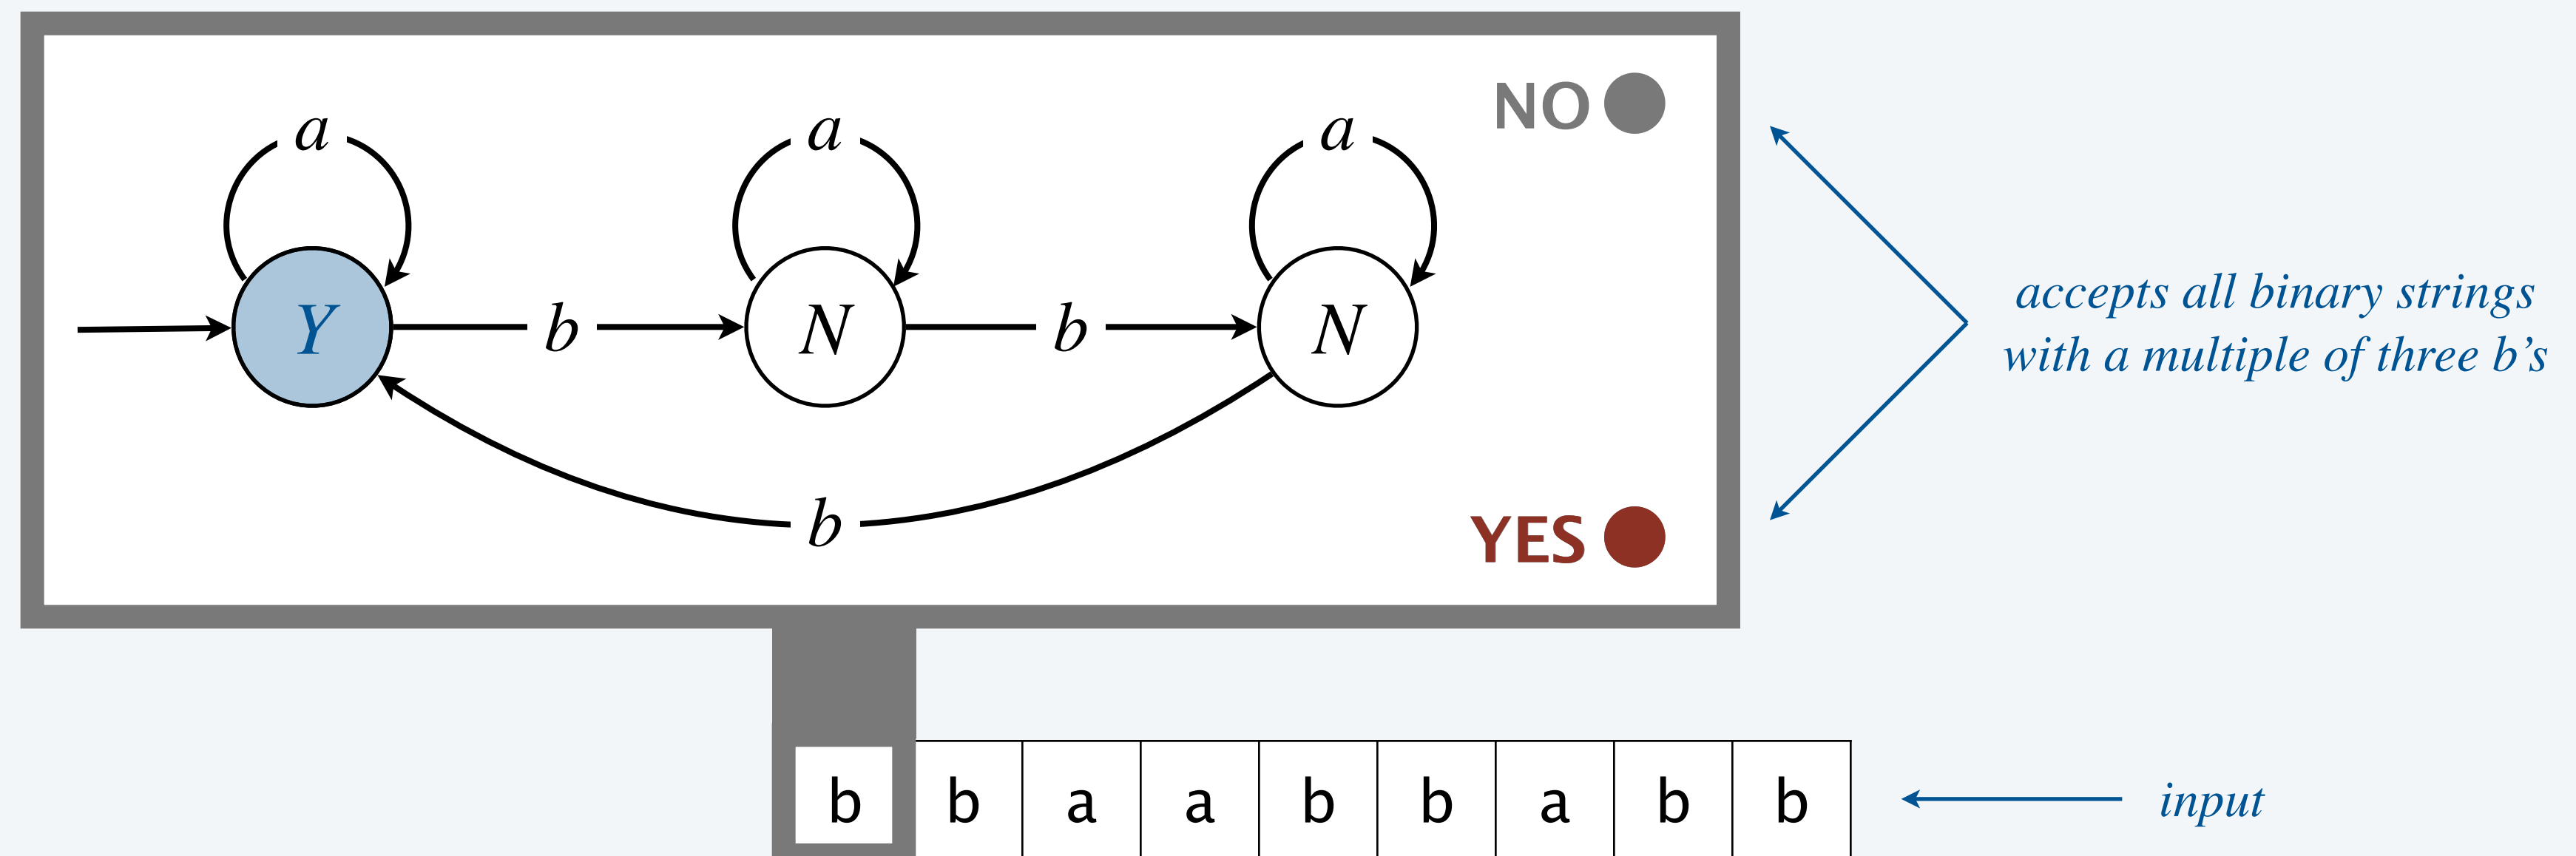 a a a
NO
Y b N b N
accepts all binary strings
with a multiple of three b’s
b
YES
b b a a b b a b b
input